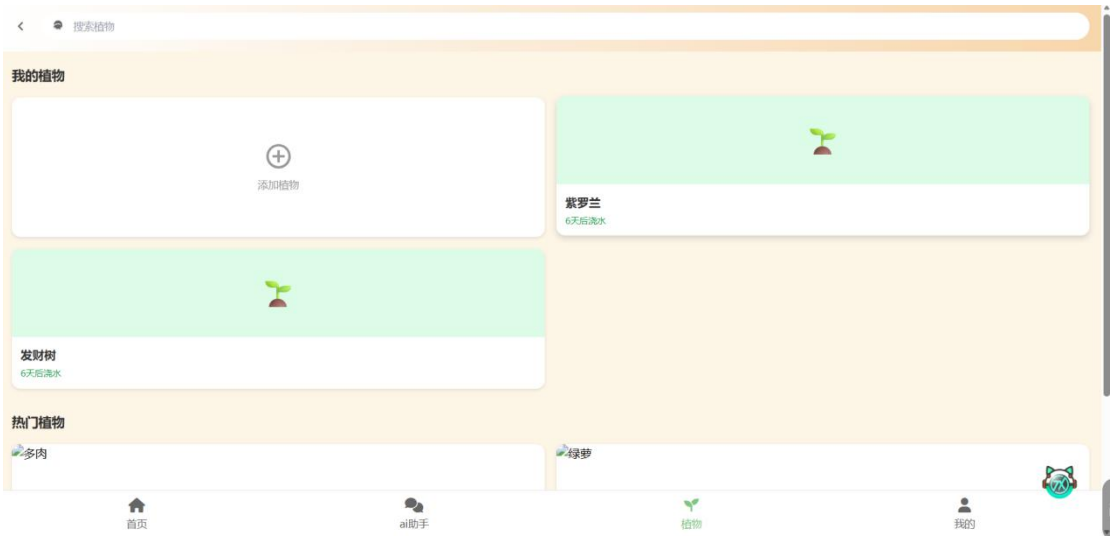 搜索植物
我的植物
添加植物
紫罗兰
6天后浇水
发财树
6天后浇水
热门植物
多肉
绿萝
首页
ai助手
植物
我的